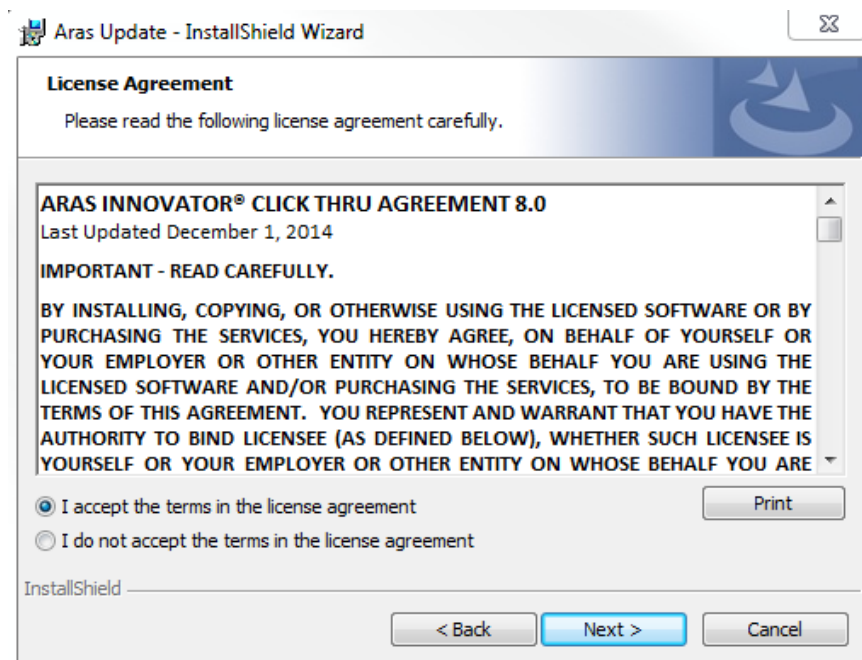 Aras Update - InstallShield Wizard
License Agreement
Please read the following license agreement carefully.
ARAS INNOVATOR® CLICK THRU AGREEMENT 8.0
Last Updated December 1, 2014
IMPORTANT - READ CAREFULLY.
BY INSTALLING, COPYING, OR OTHERWISE USING THE LICENSED SOFTWARE OR BY
PURCHASING THE SERVICES, YOU HEREBY AGREE, ON BEHALF OF YOURSELF OR
YOUR EMPLOYER OR OTHER ENTITY ON WHOSE BEHALF YOU ARE USING THE
LICENSED SOFTWARE AND/OR PURCHASING THE SERVICES, TO BE BOUND BY THE
TERMS OF THIS AGREEMENT. YOU REPRESENT AND WARRANT THAT YOU HAVE THE
AUTHORITY TO BIND LICENSEE (AS DEFINED BELOW), WHETHER SUCH LICENSEE IS
YOURSELF OR YOUR EMPLOYER OR OTHER ENTITY ON WHOSE BEHALF YOU ARE
I accept the terms in the license agreement
Print
I do not accept the terms in the license agreement
InstallShield
< Back
Next >
Cancel